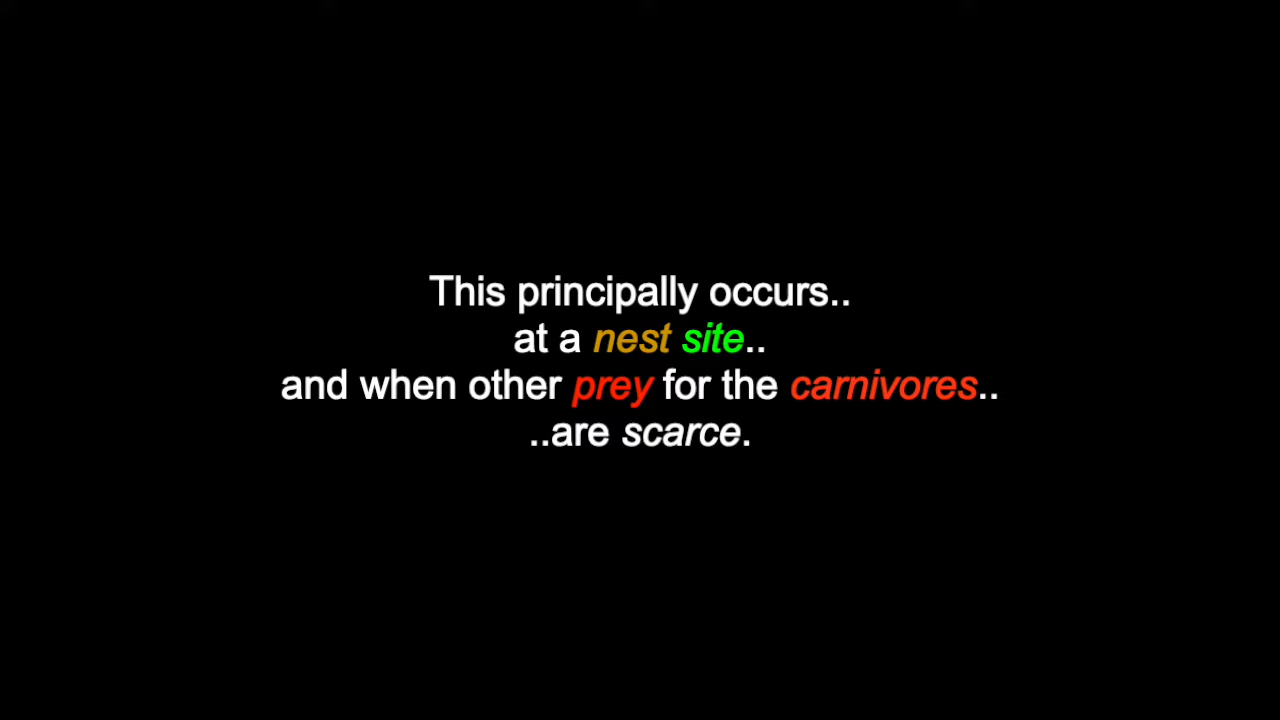 This principally occurs..
at a nest site..
and when other prey for the carnivores..
..are scarce.